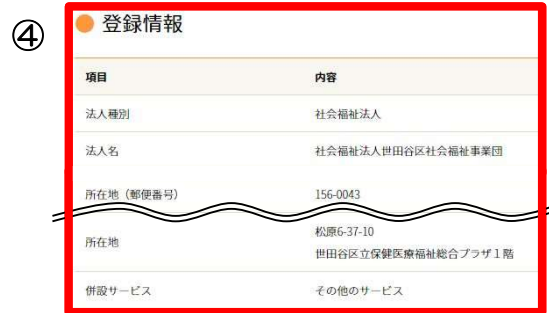 ④
登録情報
項目 内容
法人種別 社会福祉法人
法人名 社会福祉法人世田谷区社会福祉事業団
所在地（郵便番号） 156-0043
所在地 松原6-37-10
世田谷区立保健医療福祉総合プラザ１階
併設サービス その他のサービス